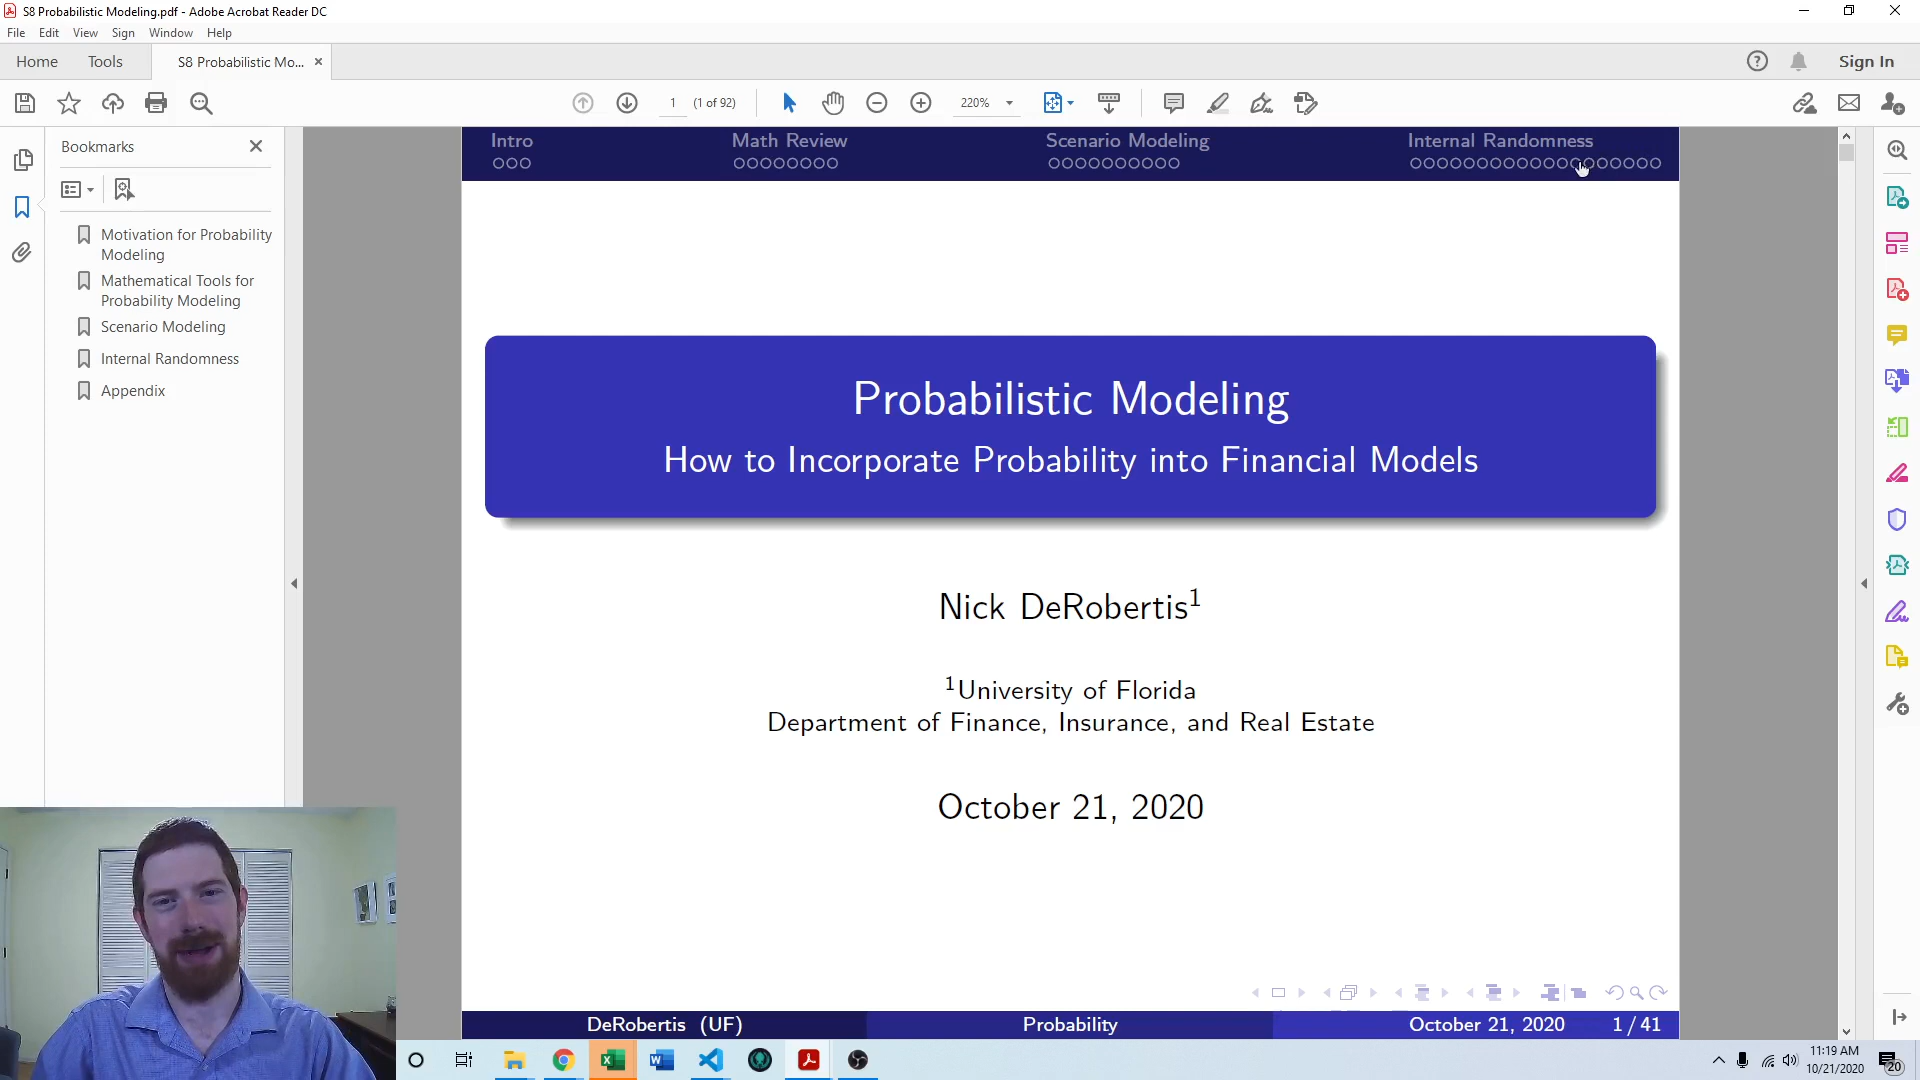 S8 Probabilistic Modeling.pdf - Adobe Acrobat Reader DC
File Edit View Sign Window Help
Home Tools S8 Probabilistic Mo... Sign In
1 (1 of 92) 220%
Bookmarks
Motivation for Probability
Modeling
Mathematical Tools for
Probability Modeling
Scenario Modeling
Internal Randomness
Appendix
Intro Math Review Scenario Modeling Internal Randomness
Probabilistic Modeling
How to Incorporate Probability into Financial Models
Nick DeRobertis1
1University of Florida
Department of Finance, Insurance, and Real Estate
October 21, 2020
DeRobertis (UF) Probability October 21, 2020 1 / 41
11:19 AM
10/21/2020
20